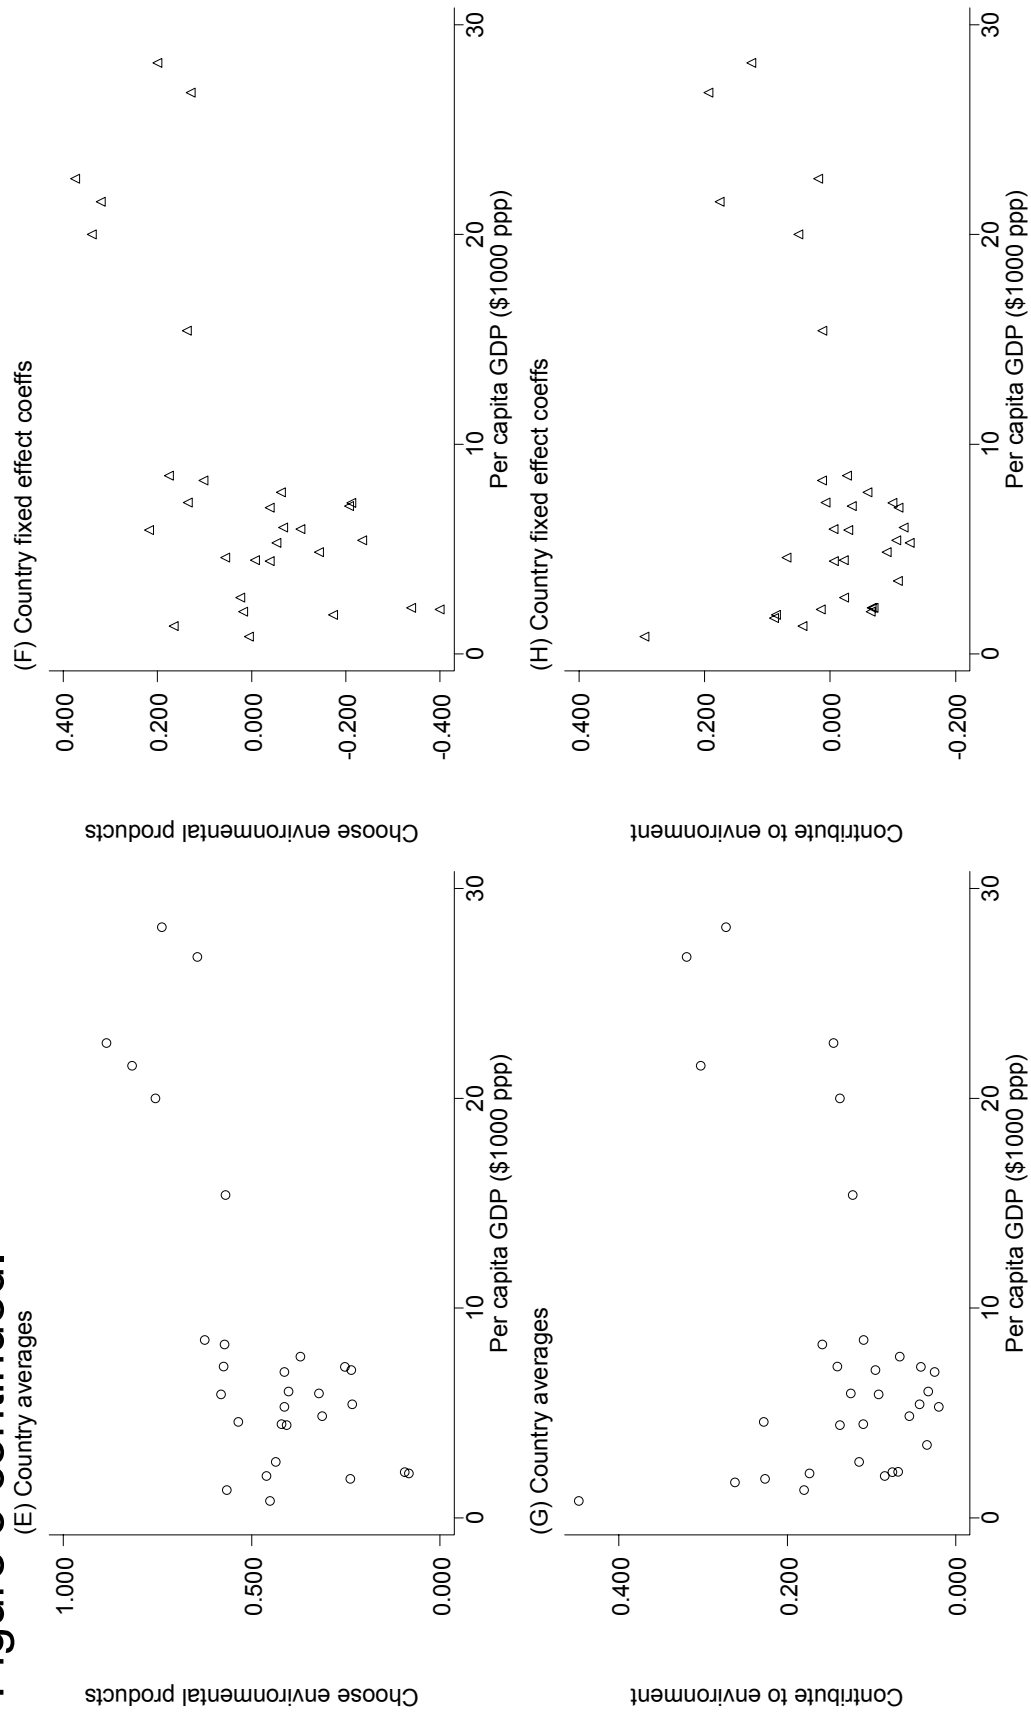 Figure continued.
(E) Country averages
Choose environmental products
1.000
0.500
0.000
0
10
20
30
Per capita GDP ($1000 ppp)
(F) Country fixed effect coeffs
Choose environmental products
0.400
0.200
0.000
-0.200
-0.400
0
10
20
30
Per capita GDP ($1000 ppp)
(G) Country averages
Contribute to environment
0.400
0.200
0.000
0
10
20
30
Per capita GDP ($1000 ppp)
(H) Country fixed effect coeffs
Contribute to environment
0.400
0.200
0.000
-0.200
0
10
20
30
Per capita GDP ($1000 ppp)